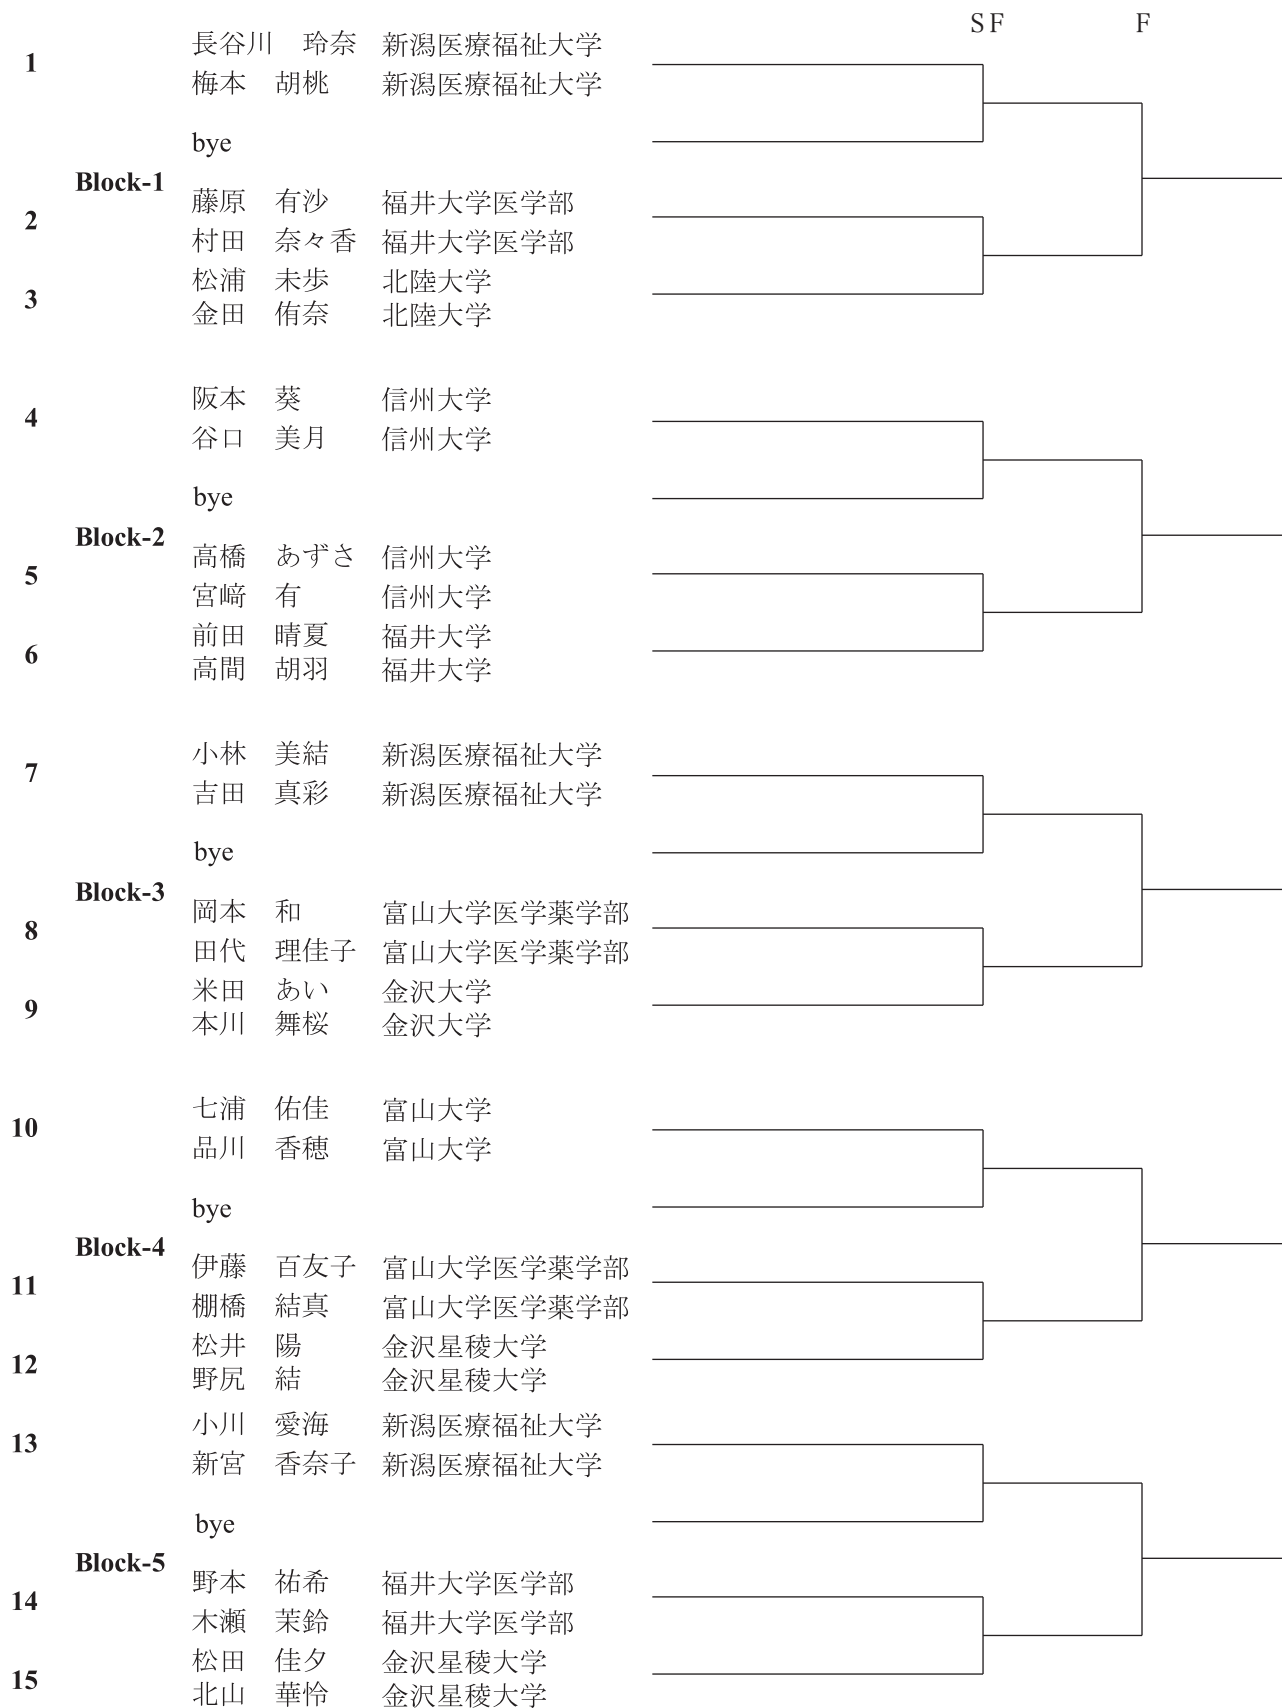 SF F
1 長谷川 玲奈 新潟医療福祉大学
梅本 胡桃 新潟医療福祉大学
bye
Block-1
2 藤原 有沙 福井大学医学部
村田 奈々香 福井大学医学部
3 松浦 未歩 北陸大学
金田 侑奈 北陸大学
4 阪本 葵 信州大学
谷口 美月 信州大学
bye
Block-2
5 高橋 あずさ 信州大学
宮﨑 有 信州大学
6 前田 晴夏 福井大学
高間 胡羽 福井大学
7 小林 美結 新潟医療福祉大学
吉田 真彩 新潟医療福祉大学
bye
Block-3
8 岡本 和 富山大学医学薬学部
田代 理佳子 富山大学医学薬学部
9 米田 あい 金沢大学
本川 舞桜 金沢大学
10 七浦 佑佳 富山大学
品川 香穂 富山大学
bye
Block-4
11 伊藤 百友子 富山大学医学薬学部
棚橋 結真 富山大学医学薬学部
12 松井 陽 金沢星稜大学
野尻 結 金沢星稜大学
13 小川 愛海 新潟医療福祉大学
新宮 香奈子 新潟医療福祉大学
bye
Block-5
14 野本 祐希 福井大学医学部
木瀬 茉鈴 福井大学医学部
15 松田 佳夕 金沢星稜大学
北山 華怜 金沢星稜大学